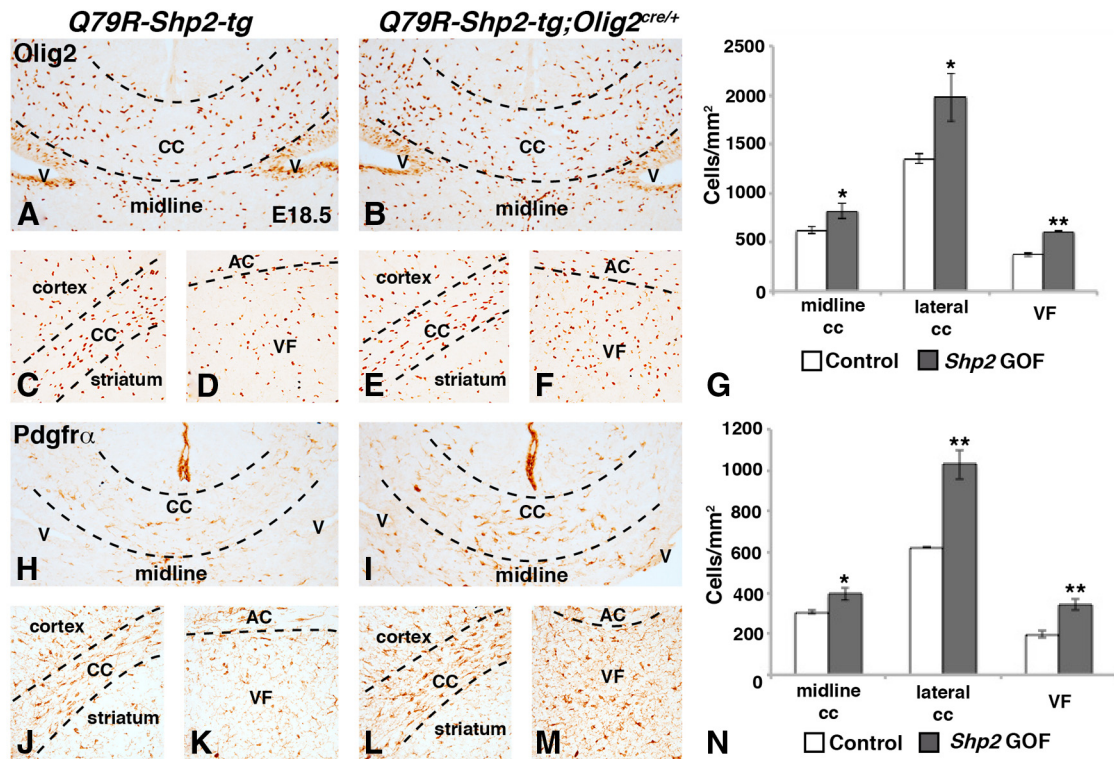 Q79R-Shp2-tg
Q79R-Shp2-tg;Olig2cre/+
Olig2
CC
V
V
midline
A
E18.5
CC
V
V
midline
B
cortex
CC
striatum
C
AC
VF
D
cortex
CC
striatum
E
AC
VF
F
2500
2000
1500
1000
500
0
Cells/mm2
*
*
**
midline
cc
lateral
cc
VF
Control
Shp2 GOF
G
Pdgfrα
CC
V
V
midline
H
CC
V
V
midline
I
cortex
CC
striatum
J
AC
VF
K
cortex
CC
striatum
L
AC
VF
M
1200
1000
800
600
400
200
0
Cells/mm2
*
**
**
midline
cc
lateral
cc
VF
Control
Shp2 GOF
N